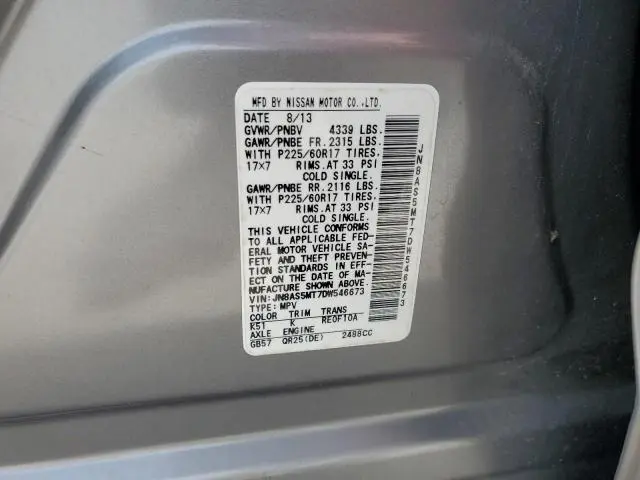 MFD BY NISSAN MOTOR CO.,LTD.
DATE 8/13
GVWR/PNBV 4339 LBS.
GAWR/PNBE FR. 2315 LBS.
WITH P225/60R17 TIRES.
17×7 RIMS. AT 33 PSI
COLD SINGLE.
GAWR/PNBE RR. 2116 LBS.
WITH P225/60R17 TIRES.
17×7 RIMS. AT 33 PSI
COLD SINGLE.
THIS VEHICLE CONFORMS
TO ALL APPLICABLE FED-
ERAL MOTOR VEHICLE SA-
FETY AND THEFT PREVEN-
TION STANDARDS IN EFF-
ECT ON THE DATE OF MA-
NUFACTURE SHOWN ABOVE.
VIN: JN8AS5MT7DW546673
TYPE: MPV
COLOR TRIM TRANS
K51 K RE0F10A
AXLE ENGINE
GB57 QR25(DE) 2488CC
JN8AS5MT7DW546673